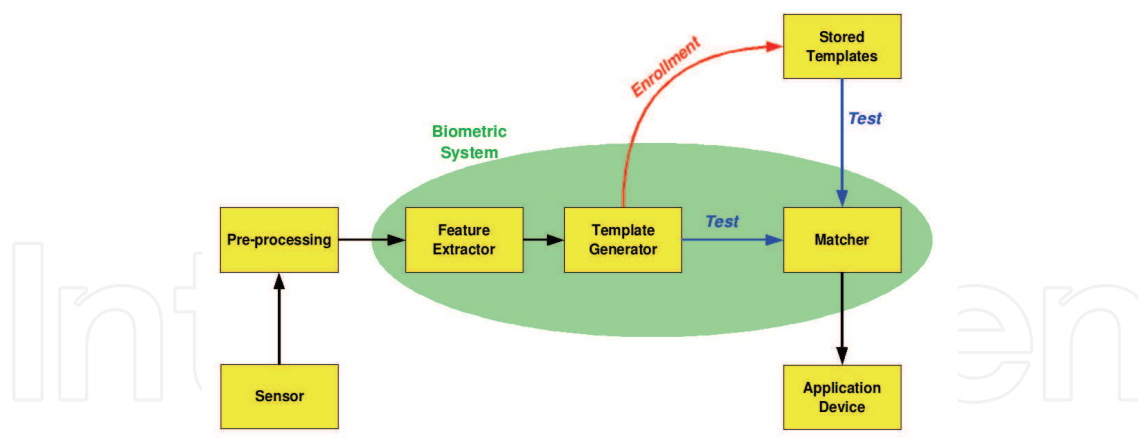 Stored
Templates
Enrollment
Test
Biometric
System
Pre-processing
Feature
Extractor
Template
Generator
Test
Matcher
Sensor
Application
Device